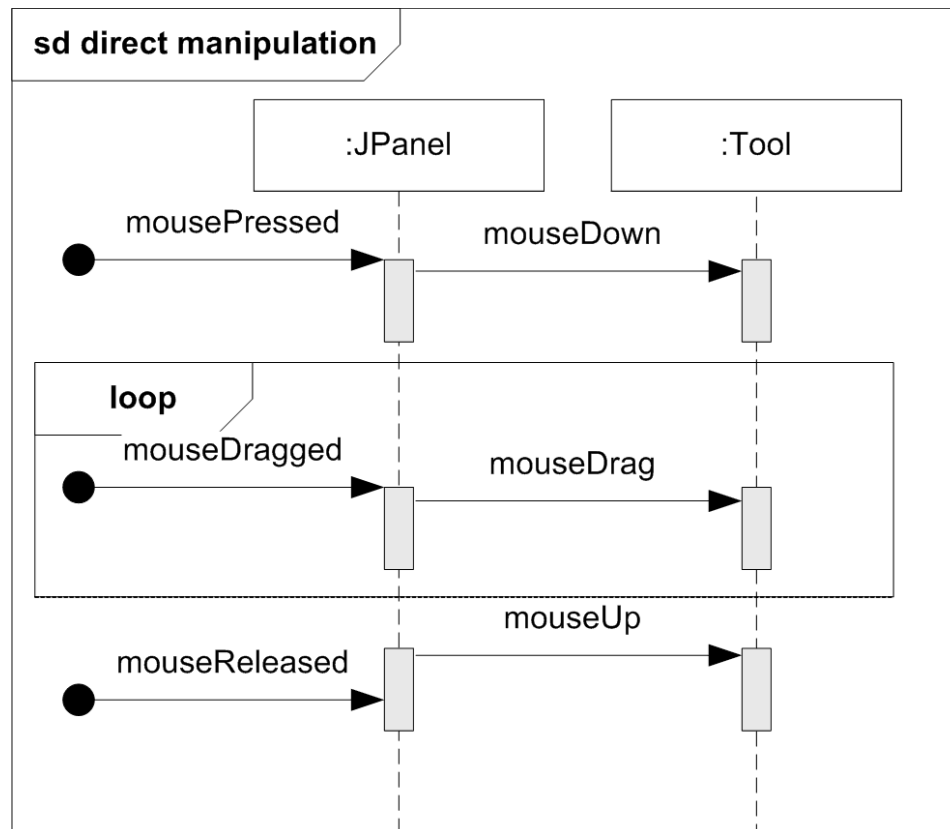 sd direct manipulation
:JPanel
:Tool
mousePressed
mouseDown
loop
mouseDragged
mouseDrag
mouseUp
mouseReleased